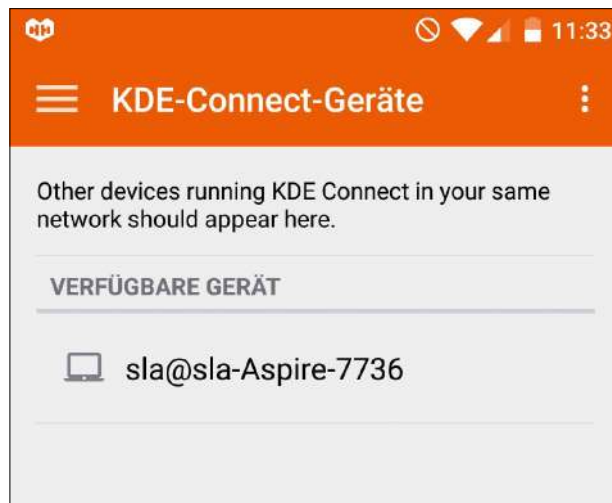 11:33
KDE-Connect-Geräte
Other devices running KDE Connect in your same
network should appear here.
VERFÜGBARE GERÄT
sla@sla-Aspire-7736